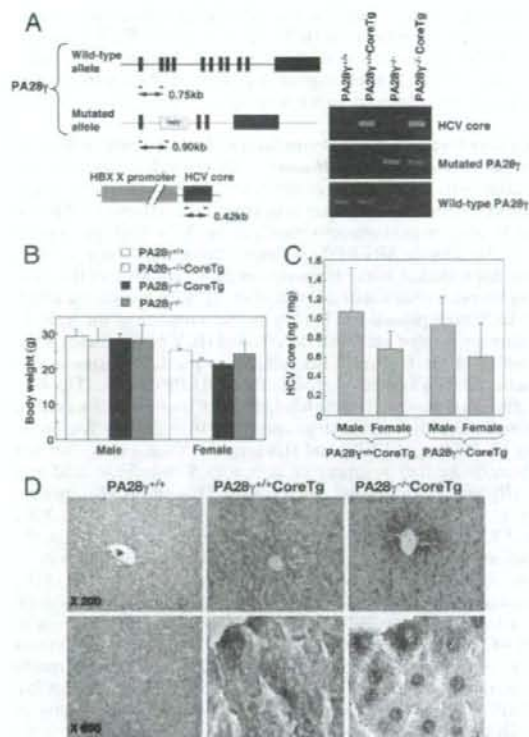 A
PA28γ
Wild-type
allele
0.75kb
Mutated
allele
0.90kb
HBX X promoter
HCV core
0.42kb
PA28γ+/+
PA28γ+/+CoreTg
PA28γ-/-
PA28γ-/-CoreTg
HCV core
Mutated PA28γ
Wild-type PA28γ
B
PA28γ+/+
PA28γ+/+CoreTg
PA28γ-/-CoreTg
PA28γ-/-
Body weight (g)
30
20
10
0
Male
Female
C
HCV core (ng / mg)
1.6
1.4
1.2
1.0
0.8
0.6
0.4
0.2
0
Male Female Male Female
PA28γ+/+CoreTg PA28γ-/-CoreTg
D
PA28γ+/+
PA28γ+/+CoreTg
PA28γ-/-CoreTg
X 200
X 600